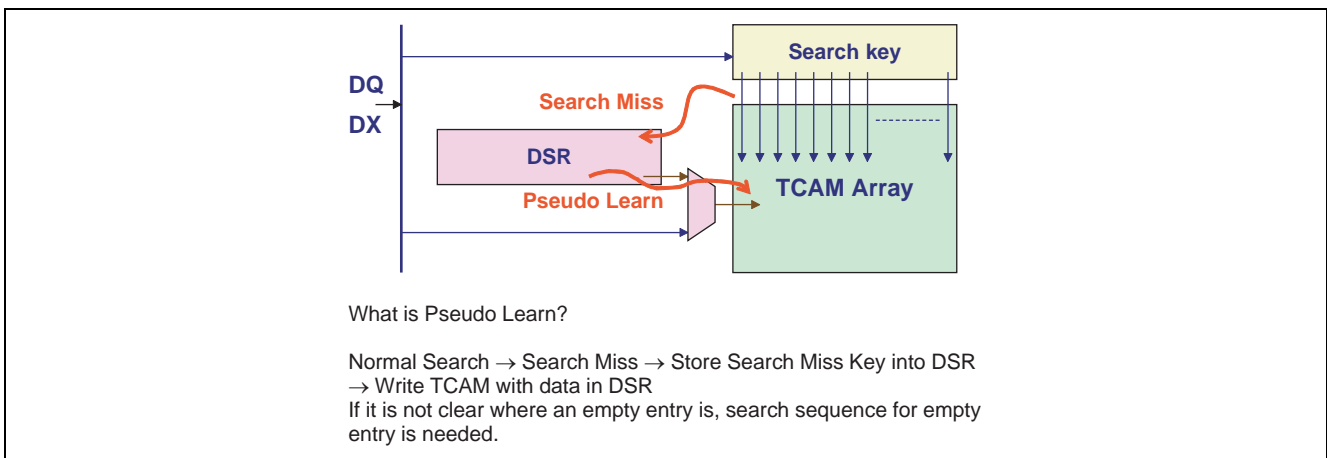 Search key
DQ
DX
Search Miss
DSR
TCAM Array
Pseudo Learn
What is Pseudo Learn?
Normal Search → Search Miss → Store Search Miss Key into DSR
→ Write TCAM with data in DSR
If it is not clear where an empty entry is, search sequence for empty
entry is needed.